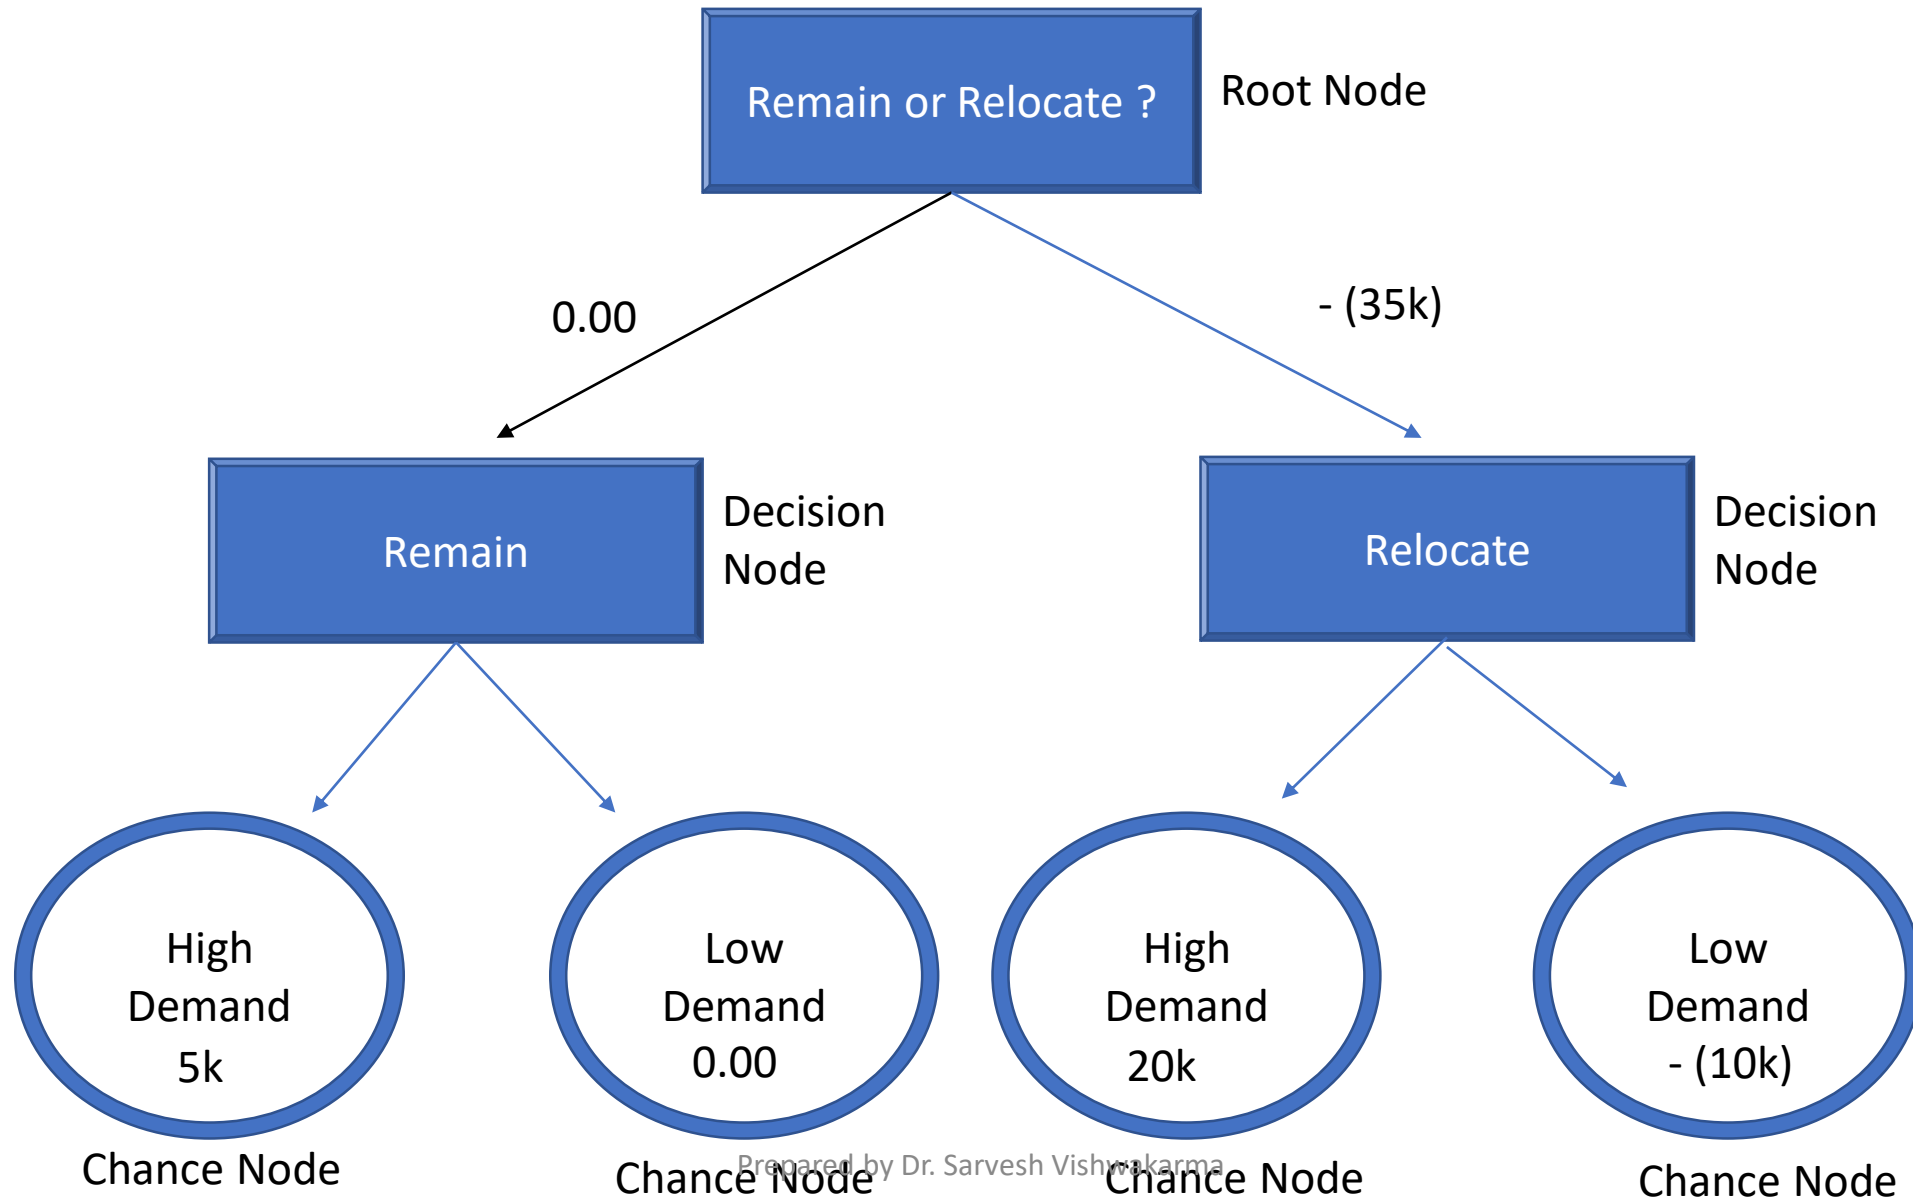 Remain or Relocate ?
Root Node
0.00
- (35k)
Remain
Decision
Node
Relocate
Decision
Node
High
Demand
5k
Low
Demand
0.00
High
Demand
20k
Low
Demand
- (10k)
Chance Node
Chance Node
Chance Node
Chance Node
Prepared by Dr. Sarvesh Vishwakarma